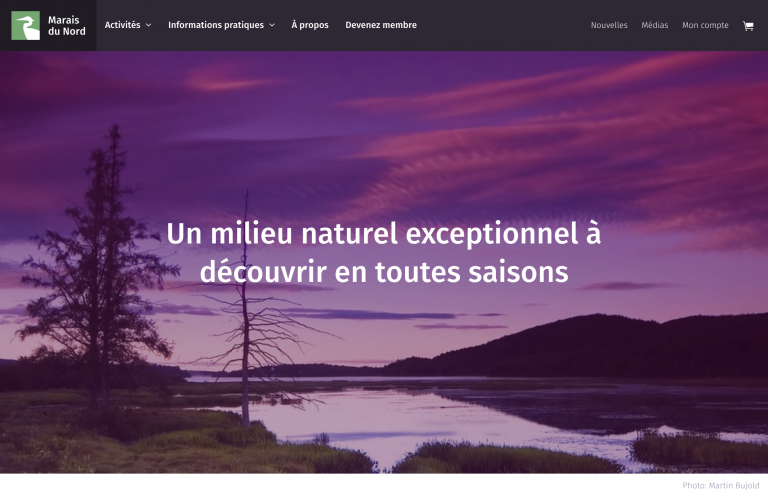 Marais
du Nord
Activités
Informations pratiques
À propos
Devenez membre
Nouvelles
Médias
Mon compte
Un milieu naturel exceptionnel à
découvrir en toutes saisons
Photo: Martin Bujold